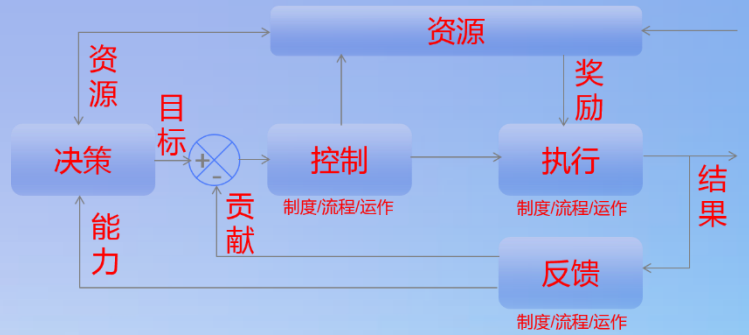 资源
资源
奖励
目标
决策
+
-
控制
执行
制度/流程/运作
制度/流程/运作
结果
贡献
能力
反馈
制度/流程/运作